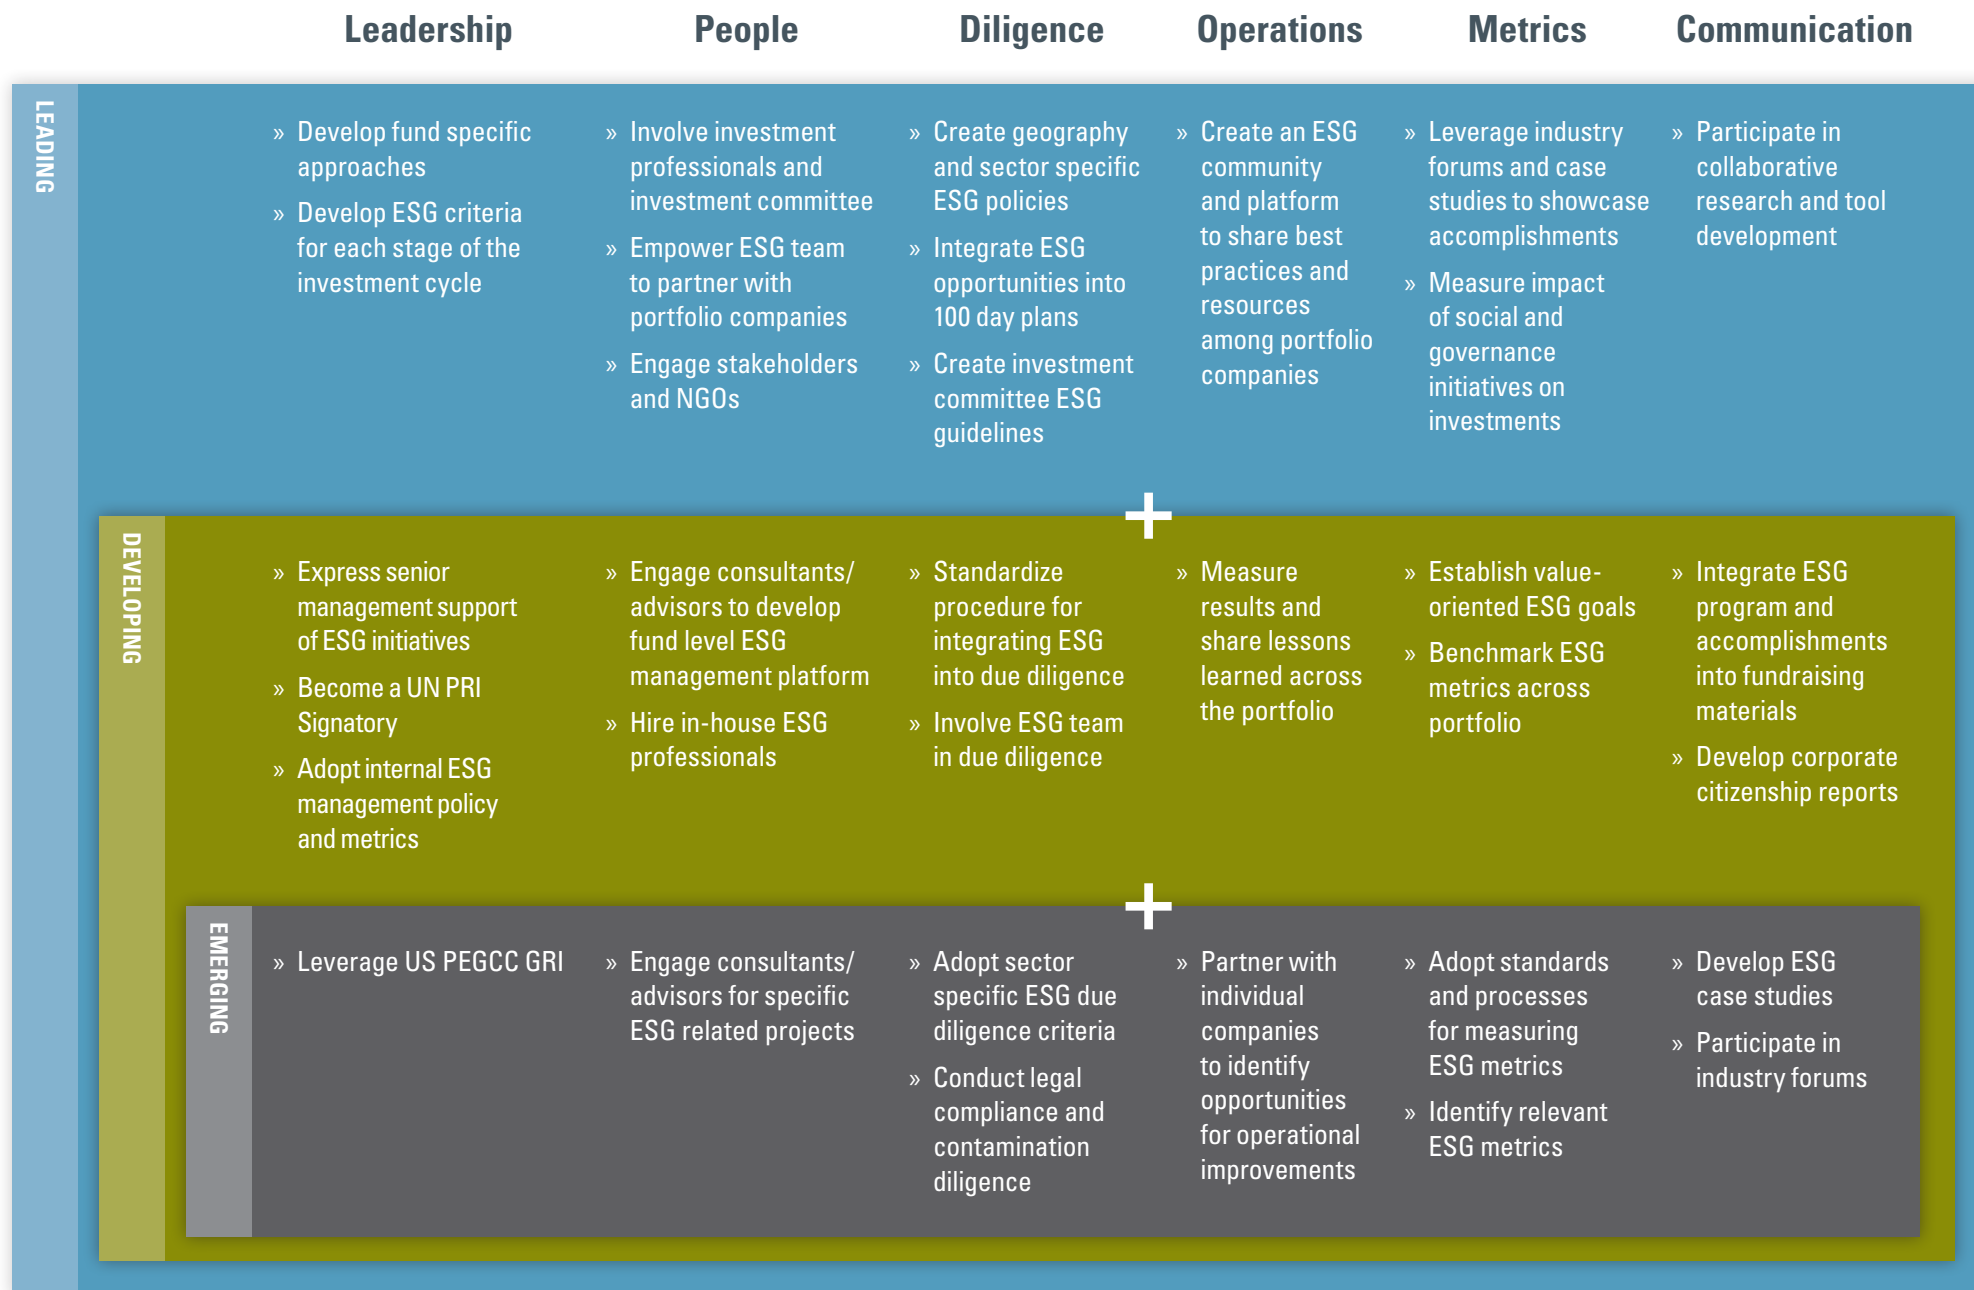 Leadership People Diligence Operations Metrics Communication
LEADING
» Develop fund specific
approaches
» Develop ESG criteria
for each stage of the
investment cycle
» Involve investment
professionals and
investment committee
» Empower ESG team
to partner with
portfolio companies
» Engage stakeholders
and NGOs
» Create geography
and sector specific
ESG policies
» Integrate ESG
opportunities into
100 day plans
» Create investment
committee ESG
guidelines
» Create an ESG
community
and platform
to share best
practices and
resources
among portfolio
companies
» Leverage industry
forums and case
studies to showcase
accomplishments
» Measure impact
of social and
governance
initiatives on
investments
» Participate in
collaborative
research and tool
development
+
DEVELOPING
» Express senior
management support
of ESG initiatives
» Become a UN PRI
Signatory
» Adopt internal ESG
management policy
and metrics
» Engage consultants/
advisors to develop
fund level ESG
management platform
» Hire in-house ESG
professionals
» Standardize
procedure for
integrating ESG
into due diligence
» Involve ESG team
in due diligence
» Measure
results and
share lessons
learned across
the portfolio
» Establish value-
oriented ESG goals
» Benchmark ESG
metrics across
portfolio
» Integrate ESG
program and
accomplishments
into fundraising
materials
» Develop corporate
citizenship reports
+
EMERGING
» Leverage US PEGCC GRI
» Engage consultants/
advisors for specific
ESG related projects
» Adopt sector
specific ESG due
diligence criteria
» Conduct legal
compliance and
contamination
diligence
» Partner with
individual
companies
to identify
opportunities
for operational
improvements
» Adopt standards
and processes
for measuring
ESG metrics
» Identify relevant
ESG metrics
» Develop ESG
case studies
» Participate in
industry forums